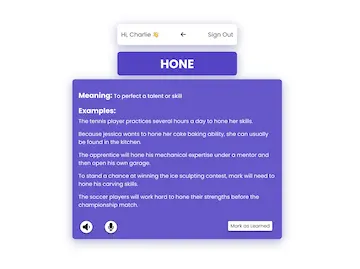 Hi, Charlie 👋 ← Sign Out
HONE
Meaning: To perfect a talent or skill
Examples:
The tennis player practices several hours a day to hone her skills.
Because Jessica wants to hone her cake baking ability, she can usually
be found in the kitchen.
The apprentice will hone his mechanical expertise under a mentor and
then open his own garage.
To stand a chance at winning the ice sculpting contest, mark will need to
hone his carving skills.
The soccer players will work hard to hone their strengths before the
championship match.
Mark as Learned